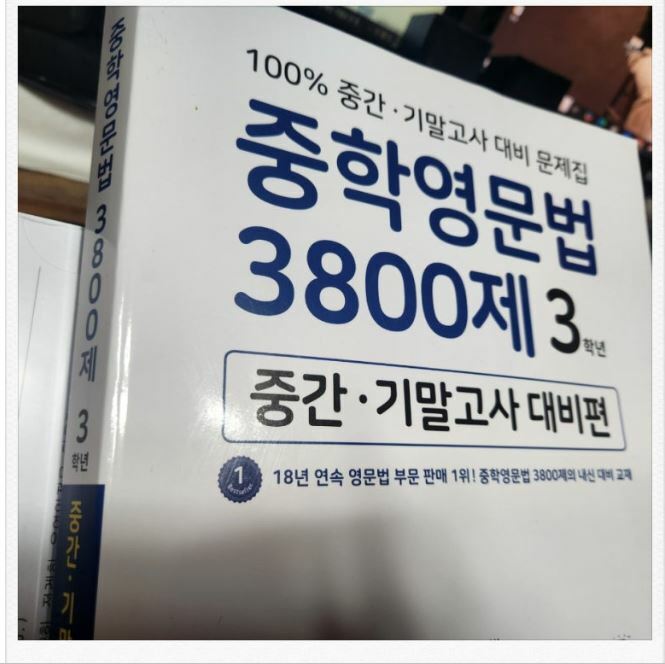 100% 중간·기말고사 대비 문제집
중학영문법
3800제 3학년
중간·기말고사 대비편
1
Bestseller
18년 연속 영문법 부문 판매 1위! 중학영문법 3800제의 내신 대비 교재
중학영문법 3800제 3학년 중간·기말